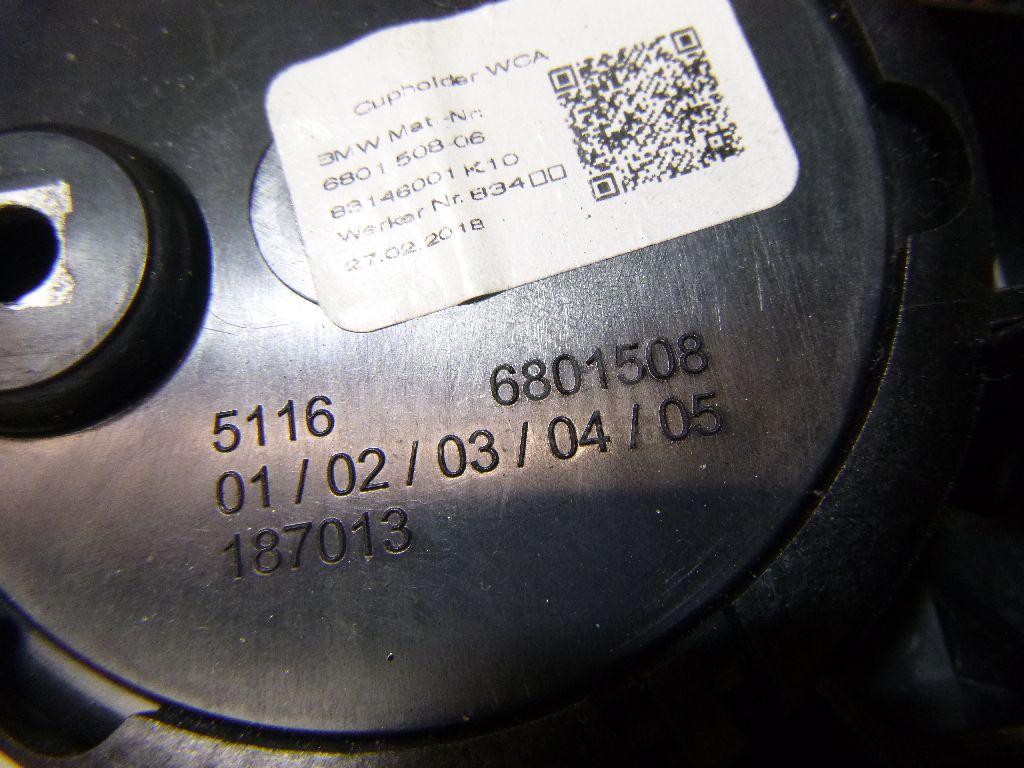 Cupholder WCA
BMW Mat.-Nr:
6801 508-06
83146001 K10
Werker Nr. 834□□
27.02.2018
5116 6801508
01 / 02 / 03 / 04 / 05
187013